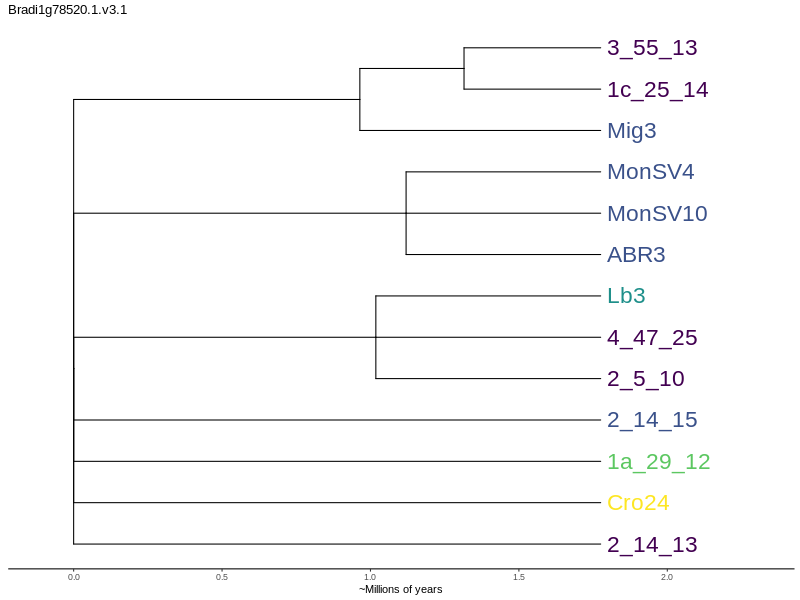 Bradi1g78520.1.v3.1
3_55_13
1c_25_14
Mig3
MonSV4
MonSV10
ABR3
Lb3
4_47_25
2_5_10
2_14_15
1a_29_12
Cro24
2_14_13
0.0 0.5 1.0 1.5 2.0
~Millions of years